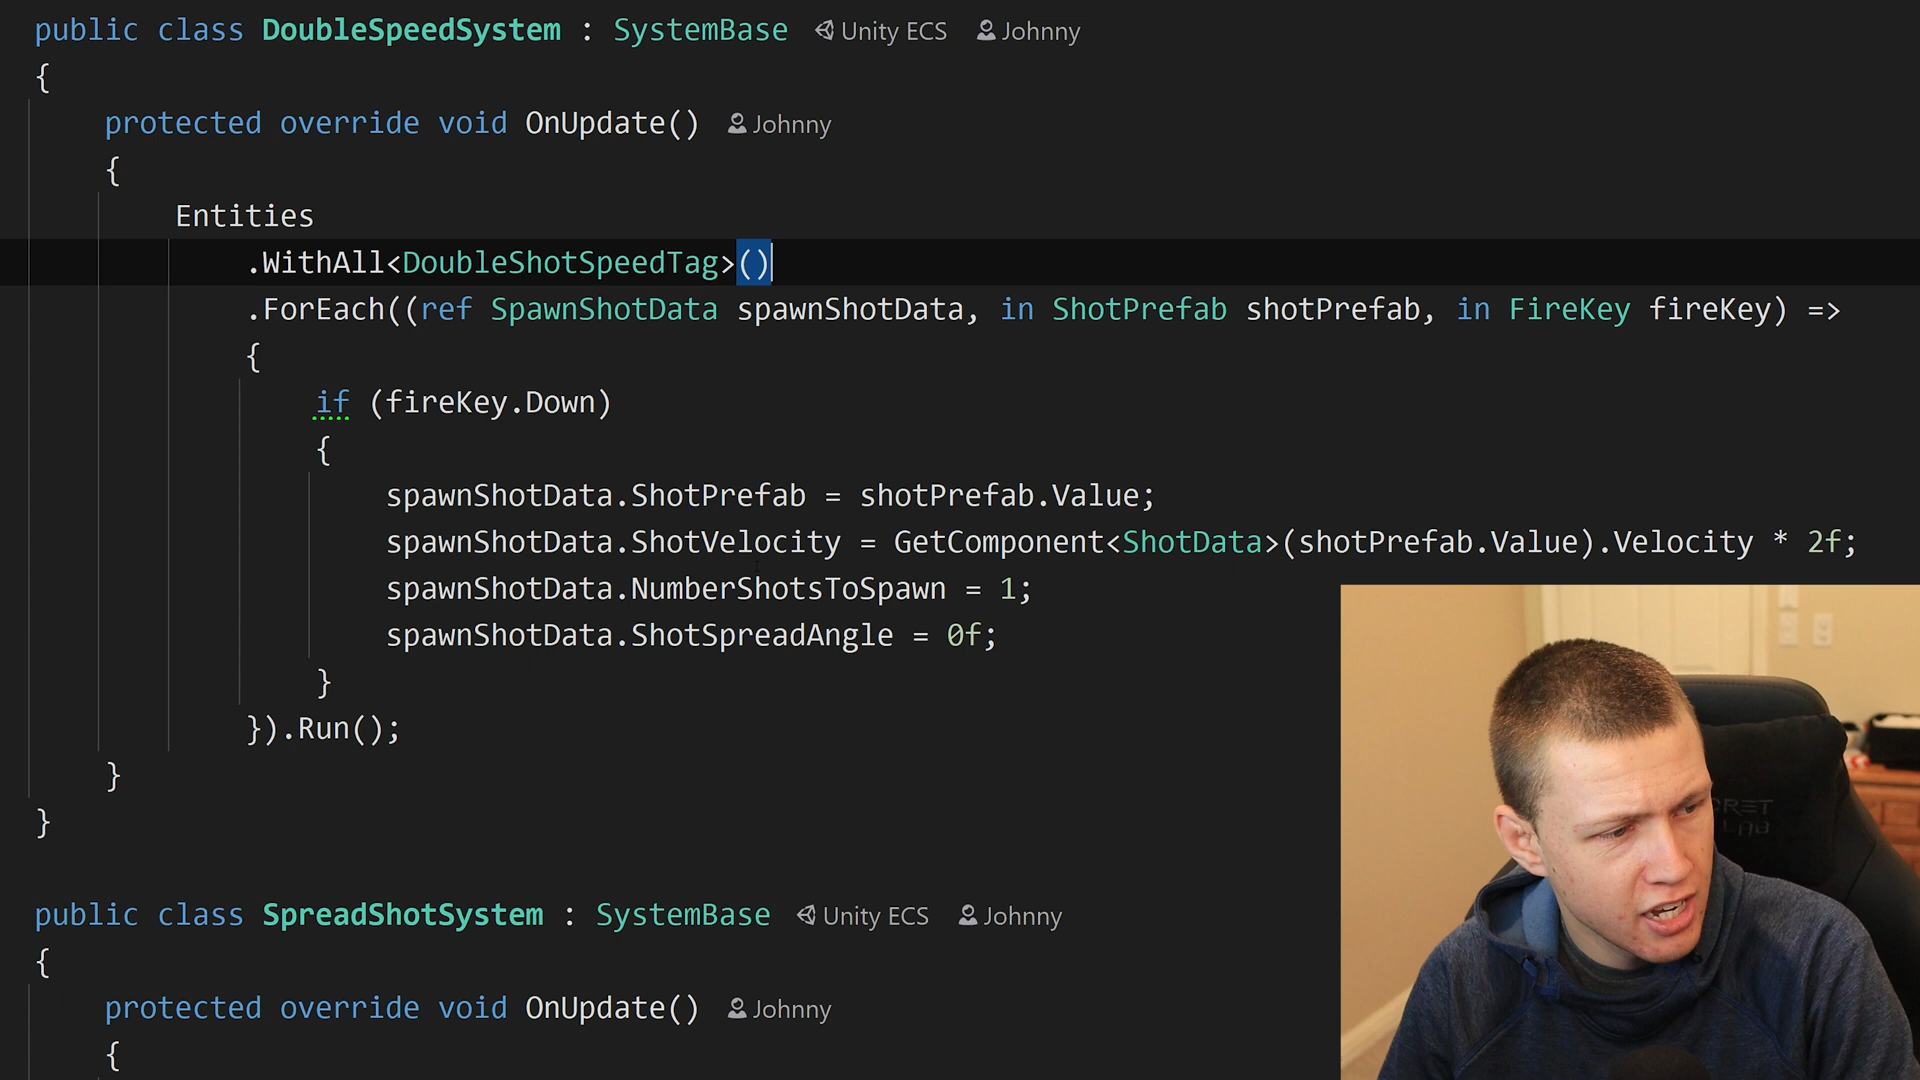 public class DoubleSpeedSystem : SystemBase Unity ECS Johnny
{
protected override void OnUpdate() Johnny
{
Entities
.WithAll<DoubleShotSpeedTag>()
.ForEach((ref SpawnShotData spawnShotData, in ShotPrefab shotPrefab, in FireKey fireKey) =>
{
if (fireKey.Down)
{
spawnShotData.ShotPrefab = shotPrefab.Value;
spawnShotData.ShotVelocity = GetComponent<ShotData>(shotPrefab.Value).Velocity * 2f;
spawnShotData.NumberShotsToSpawn = 1;
spawnShotData.ShotSpreadAngle = 0f;
}
}).Run();
}
}
public class SpreadShotSystem : SystemBase Unity ECS Johnny
{
protected override void OnUpdate() Johnny
{